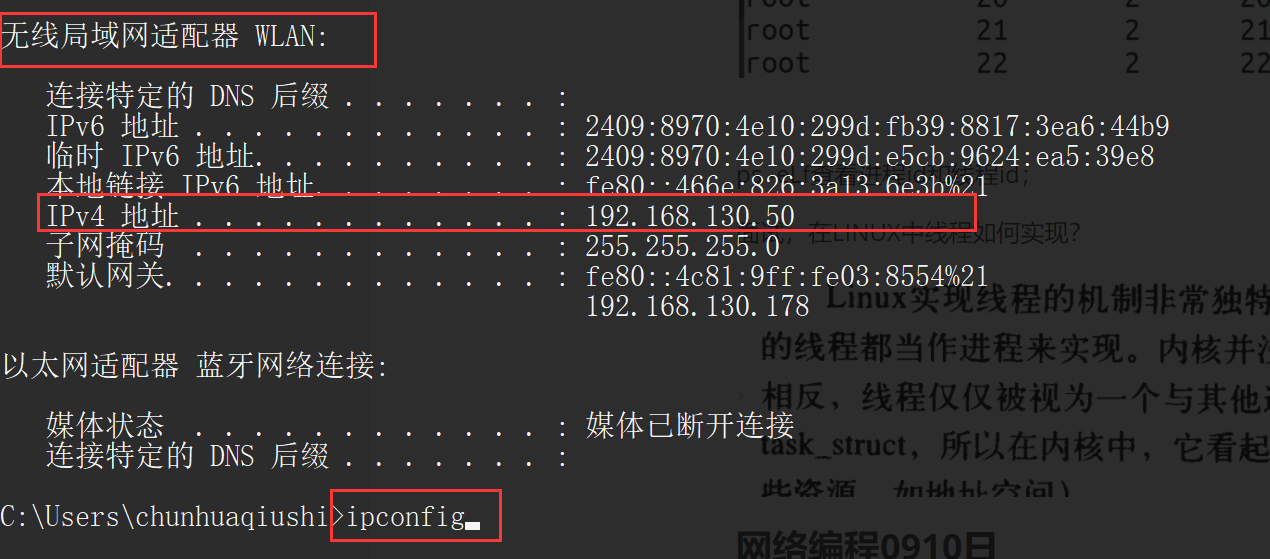 root 20 2 20
无线局域网适配器 WLAN:
root 21 2 21
root 22 2 22
连接特定的 DNS 后缀 . . . . . . . :
IPv6 地址 . . . . . . . . . . . . : 2409:8970:4e10:299d:fb39:8817:3ea6:44b9
临时 IPv6 地址. . . . . . . . . . : 2409:8970:4e10:299d:e5cb:9624:ea5:39e8
本地链接 IPv6 地址. . . . . . . . : fe80::466e:826:3a13:6e3b%21
IPv4 地址 . . . . . . . . . . . . : 192.168.130.50
子网掩码 . . . . . . . . . . . . : 255.255.255.0
在LINUX中线程如何实现?
默认网关. . . . . . . . . . . . . : fe80::4c81:9ff:fe03:8554%21
192.168.130.178
Linux实现线程的机制非常独特
的线程都当作进程来实现。内核并
以太网适配器 蓝牙网络连接:
相反，线程仅仅被视为一个与其他
媒体状态 . . . . . . . . . . . . : 媒体已断开连接
task_struct，所以在内核中，它看起
连接特定的 DNS 后缀 . . . . . . . :
些资源，如地址空间）
C:\Users\chunhuaqiushi>ipconfig
网络编程0910日